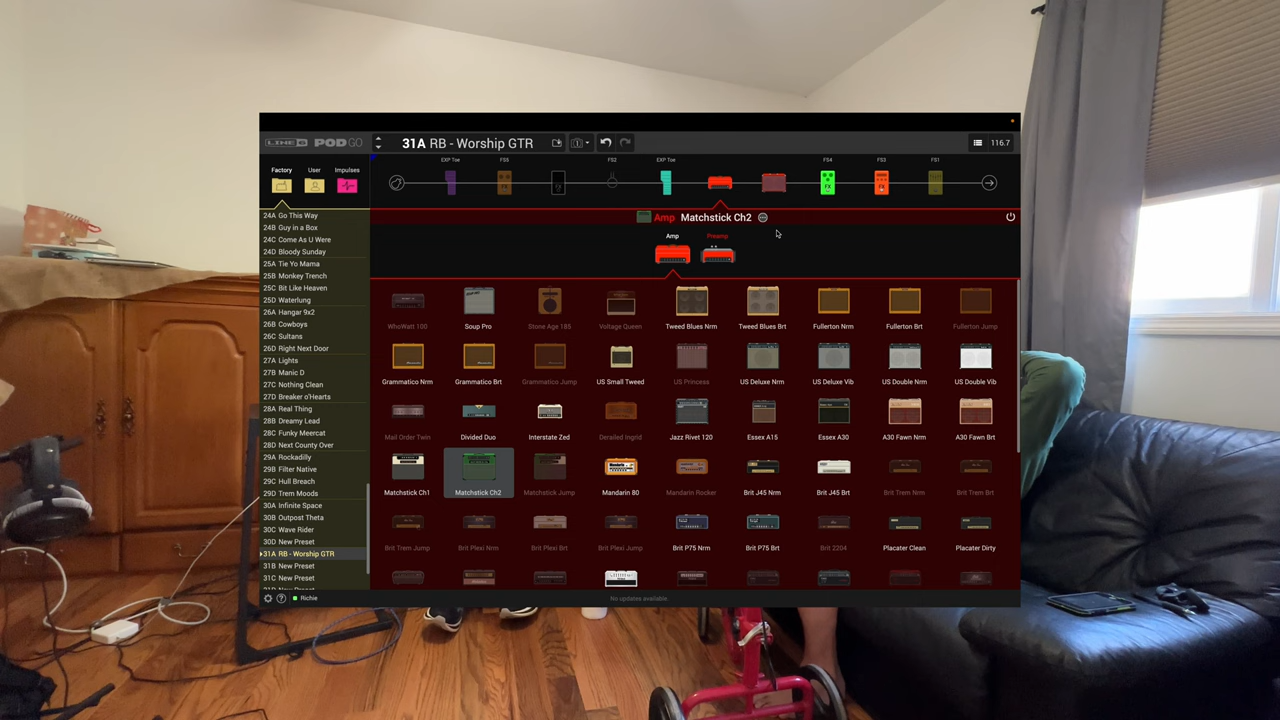 LINE 6 POD GO
31A RB - Worship GTR
116.7
Factory User Impulses
EXP Toe FS5 FS2 EXP Toe FS4 FS3 FS1
Amp Matchstick Ch2
Amp Preamp
24A Go This Way
24B Guy in a Box
24C Come As U Were
24D Bloody Sunday
25A Tie Yo Mama
25B Monkey Trench
25C Bit Like Heaven
25D Waterlung
26A Hangar 9x2
26B Cowboys
26C Sultans
26D Right Next Door
27A Lights
27B Manic D
27C Nothing Clean
27D Breaker o'Hearts
28A Real Thing
28B Dreamy Lead
28C Funky Meercat
28D Next County Over
29A Rockadilly
29B Filter Native
29C Hull Breach
29D Trem Moods
30A Infinite Space
30B Outpost Theta
30C Wave Rider
30D New Preset
31A RB - Worship GTR
31B New Preset
31C New Preset
WhoWatt 100 Soup Pro Stone Age 185 Voltage Queen Tweed Blues Nrm Tweed Blues Brt Fullerton Nrm Fullerton Brt Fullerton Jump
Grammatico Nrm Grammatico Brt Grammatico Jump US Small Tweed US Princess US Deluxe Nrm US Deluxe Vib US Double Nrm US Double Vib
Mail Order Twin Divided Duo Interstate Zed Derailed Ingrid Jazz Rivet 120 Essex A15 Essex A30 A30 Fawn Nrm A30 Fawn Brt
Matchstick Ch1 Matchstick Ch2 Matchstick Jump Mandarin 80 Mandarin Rocker Brit J45 Nrm Brit J45 Brt Brit Trem Nrm Brit Trem Brt
Brit Trem Jump Brit Plexi Nrm Brit Plexi Brt Brit Plexi Jump Brit P75 Nrm Brit P75 Brt Brit 2204 Placater Clean Placater Dirty
Richie
No updates available.